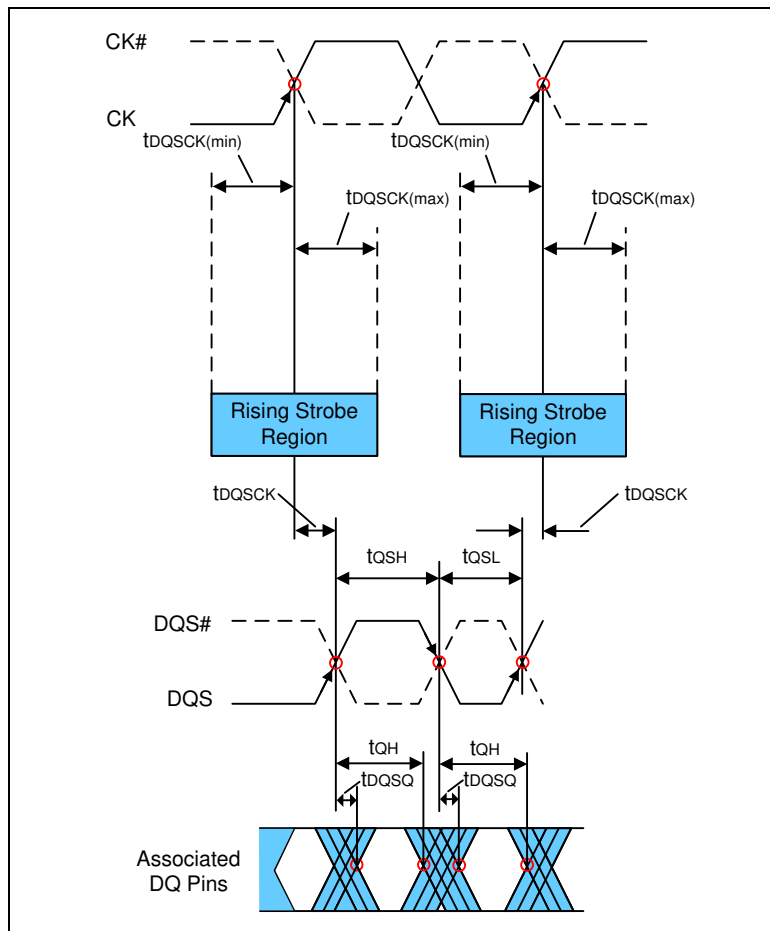 CK#
CK
tDQSCK(min)
tDQSCK(min)
tDQSCK(max)
tDQSCK(max)
Rising Strobe
Region
Rising Strobe
Region
tDQSCK
tDQSCK
tQSH
tQSL
DQS#
DQS
tQH
tQH
tDQSQ
tDQSQ
Associated
DQ Pins